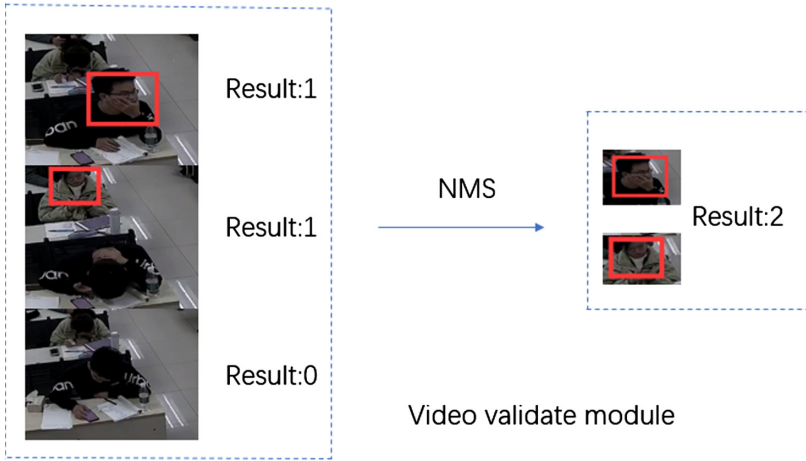 Result:1
NMS
Result:1
Result:2
Result:0
Video validate module